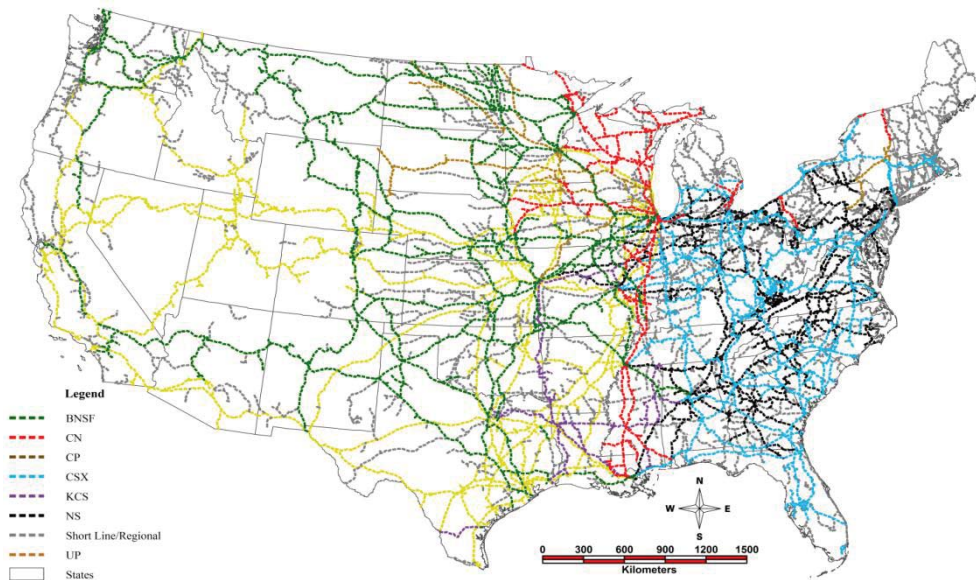 Legend
BNSF
CN
CP
CSX
KCS
NS
Short Line/Regional
UP
States
N
W E
S
0 300 600 900 1200 1500
Kilometers